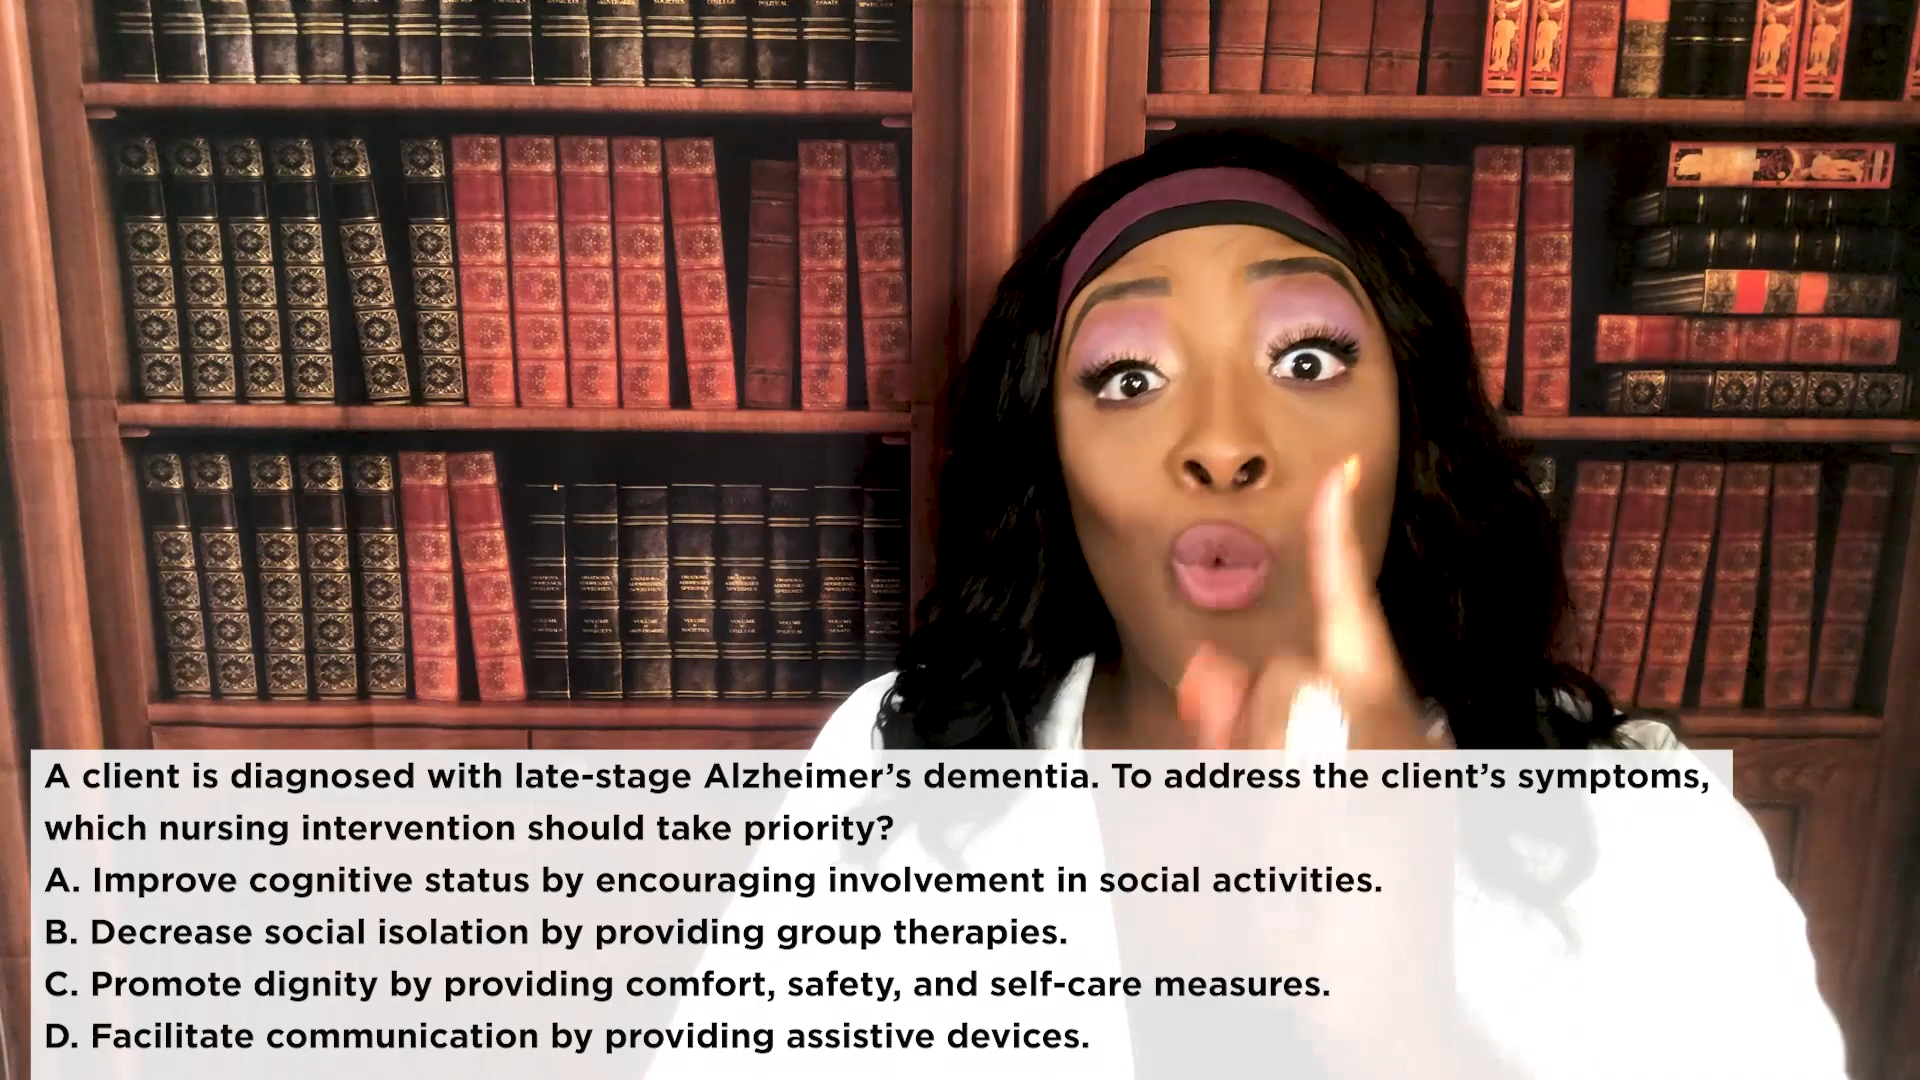 A client is diagnosed with late-stage Alzheimer’s dementia. To address the client’s symptoms,
which nursing intervention should take priority?
A. Improve cognitive status by encouraging involvement in social activities.
B. Decrease social isolation by providing group therapies.
C. Promote dignity by providing comfort, safety, and self-care measures.
D. Facilitate communication by providing assistive devices.